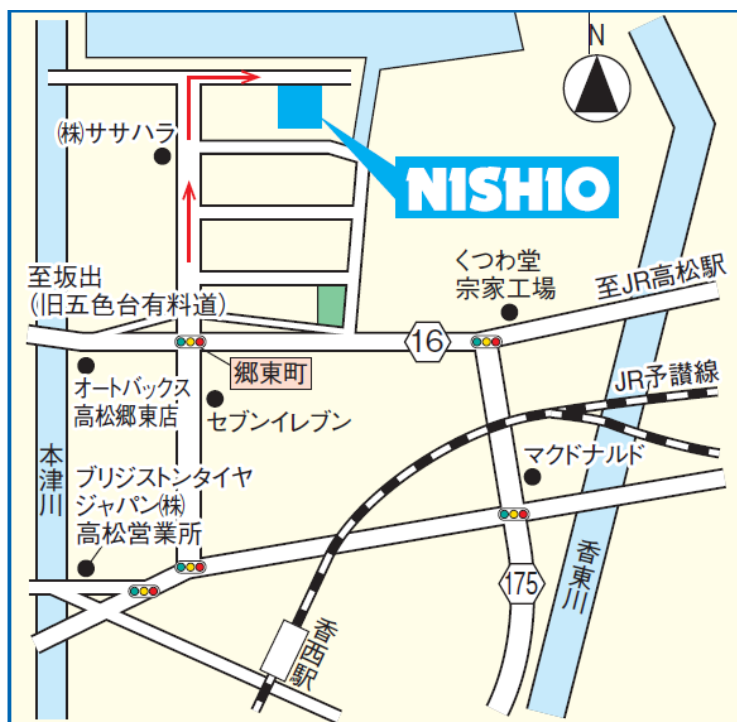 N
㈱ササハラ
NISHIO
至坂出
(旧五色台有料道)
くつわ堂
宗家工場
至JR高松駅
16
郷東町
オートバックス
高松郷東店
セブンイレブン
JR予讃線
マクドナルド
本津川
ブリジストンタイヤ
ジャパン㈱
高松営業所
香東川
175
香西駅